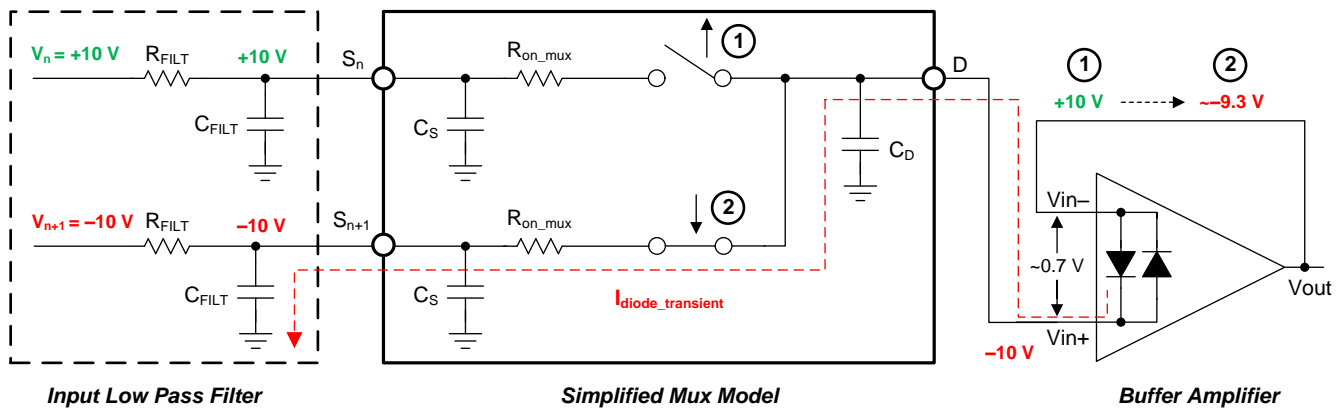 Vn = +10 V
RFILT
+10 V
Sn
Ron_mux
1
D
1
2
+10 V
~–9.3 V
CFILT
CS
CD
Vn+1 = –10 V
RFILT
–10 V
Sn+1
Ron_mux
2
Vin–
~0.7 V
CFILT
CS
Idiode_transient
Vin+
Vout
–10 V
Input Low Pass Filter
Simplified Mux Model
Buffer Amplifier